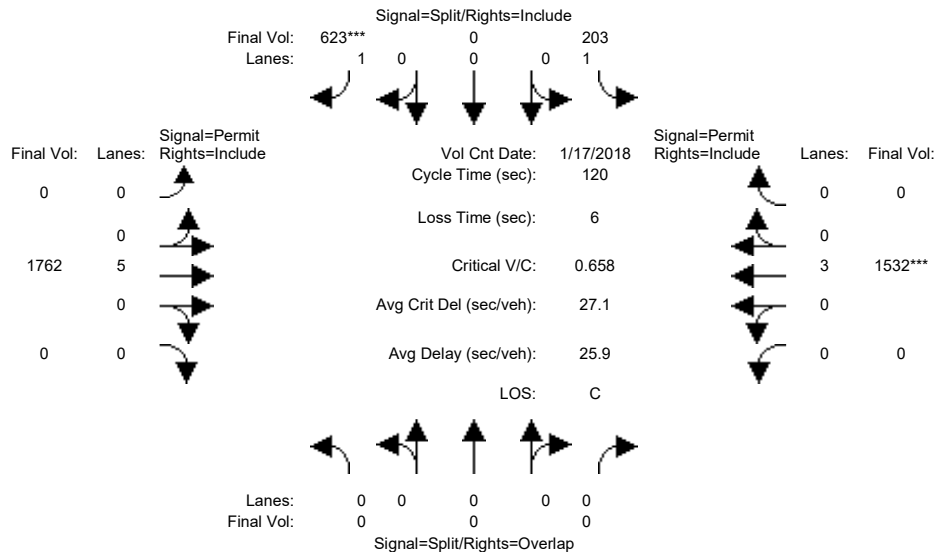 Signal=Split/Rights=Include
Final Vol: 623*** 0 203
Lanes: 1 0 0 0 1
Signal=Permit Signal=Permit
Final Vol: Lanes: Rights=Include Vol Cnt Date: 1/17/2018 Rights=Include Lanes: Final Vol:
Cycle Time (sec): 120
0 0 0 0
Loss Time (sec): 6
0 0
1762 5 Critical V/C: 0.658 3 1532***
0 Avg Crit Del (sec/veh): 27.1 0
0 0 Avg Delay (sec/veh): 25.9 0 0
LOS: C
Lanes: 0 0 0 0 0
Final Vol: 0 0 0
Signal=Split/Rights=Overlap